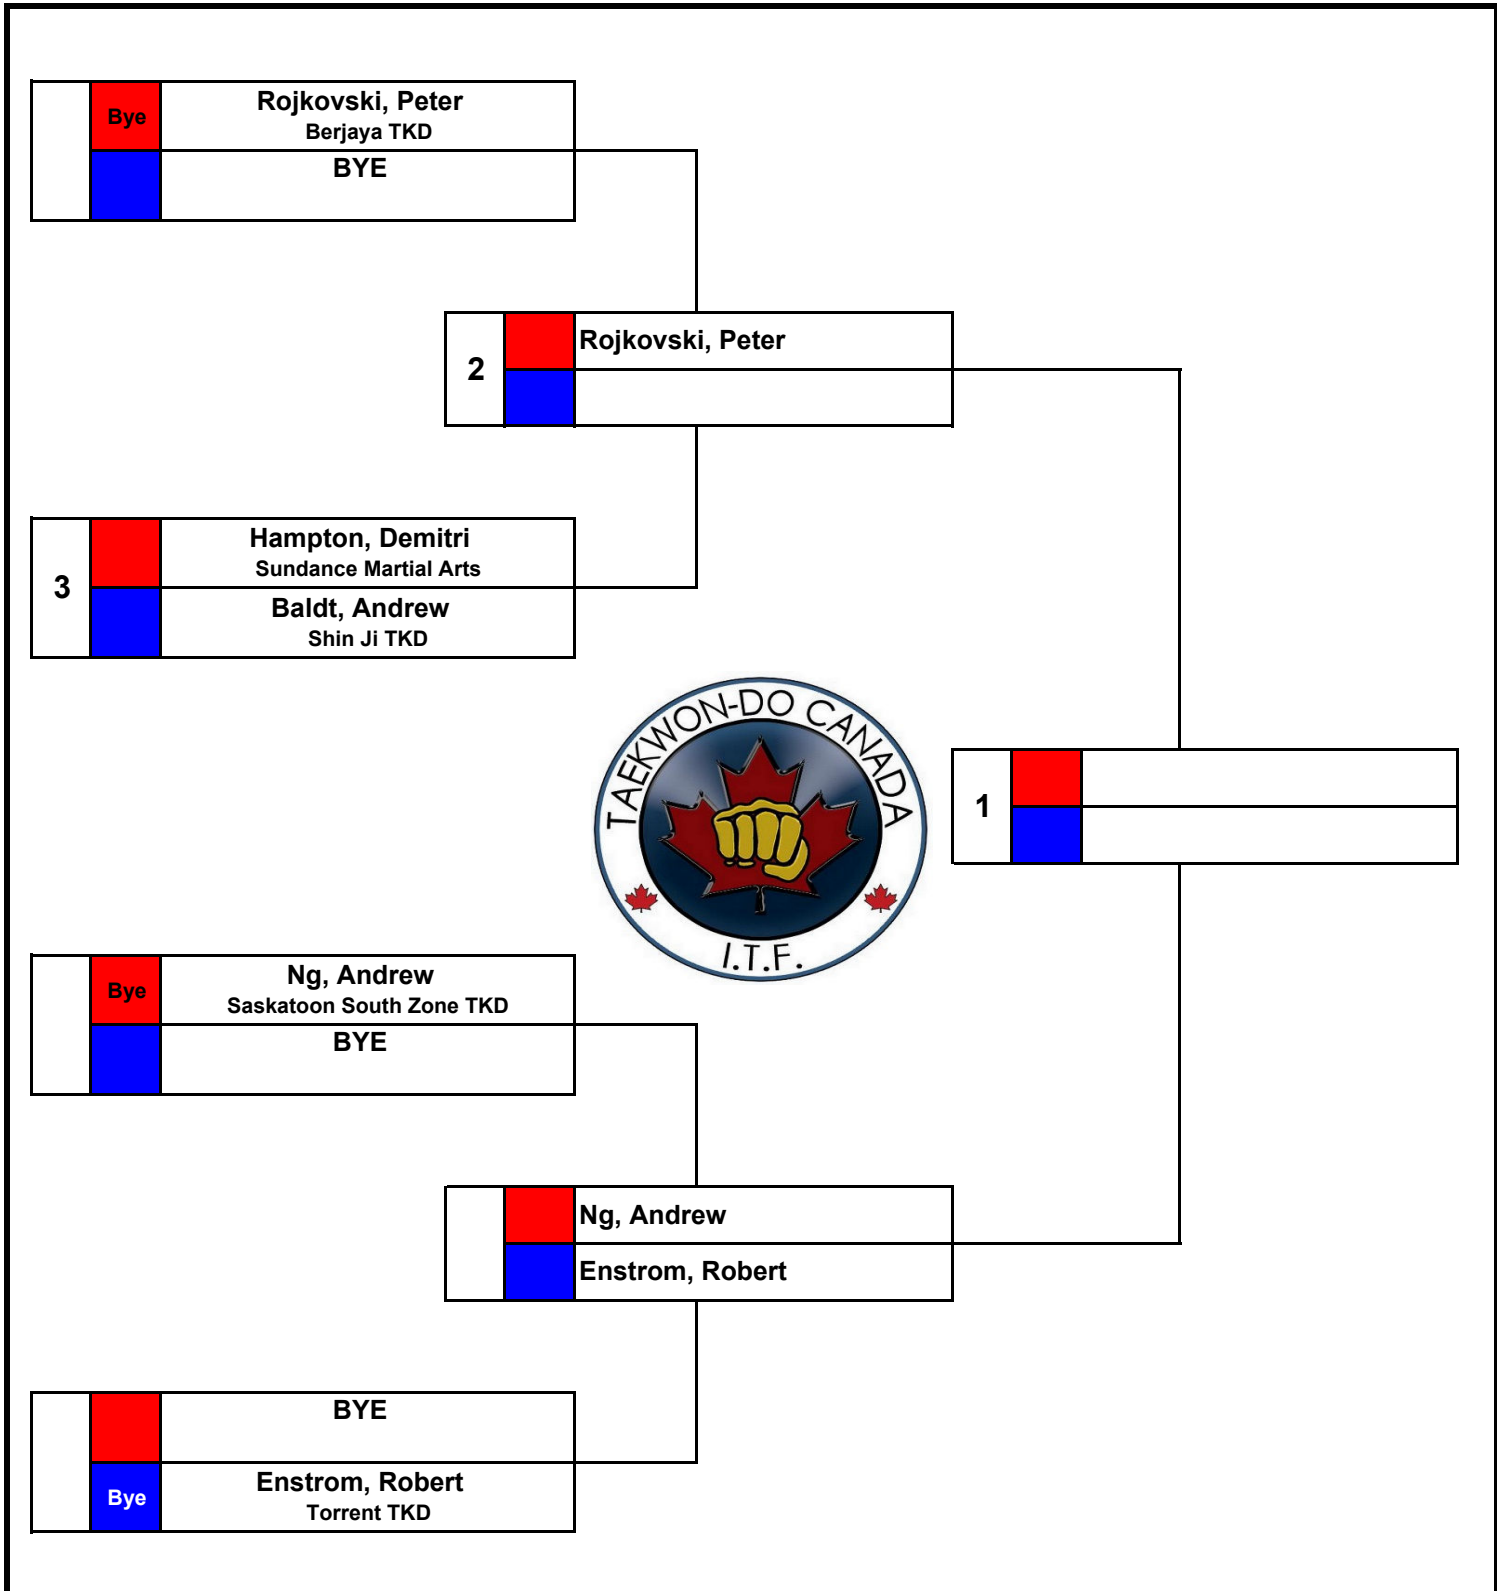 Bye
Rojkovski, Peter
Berjaya TKD
BYE
2
Rojkovski, Peter
3
Hampton, Demitri
Sundance Martial Arts
Baldt, Andrew
Shin Ji TKD
TAEKWON-DO CANADA
I.T.F.
1
Bye
Ng, Andrew
Saskatoon South Zone TKD
BYE
Ng, Andrew
Enstrom, Robert
BYE
Bye
Enstrom, Robert
Torrent TKD